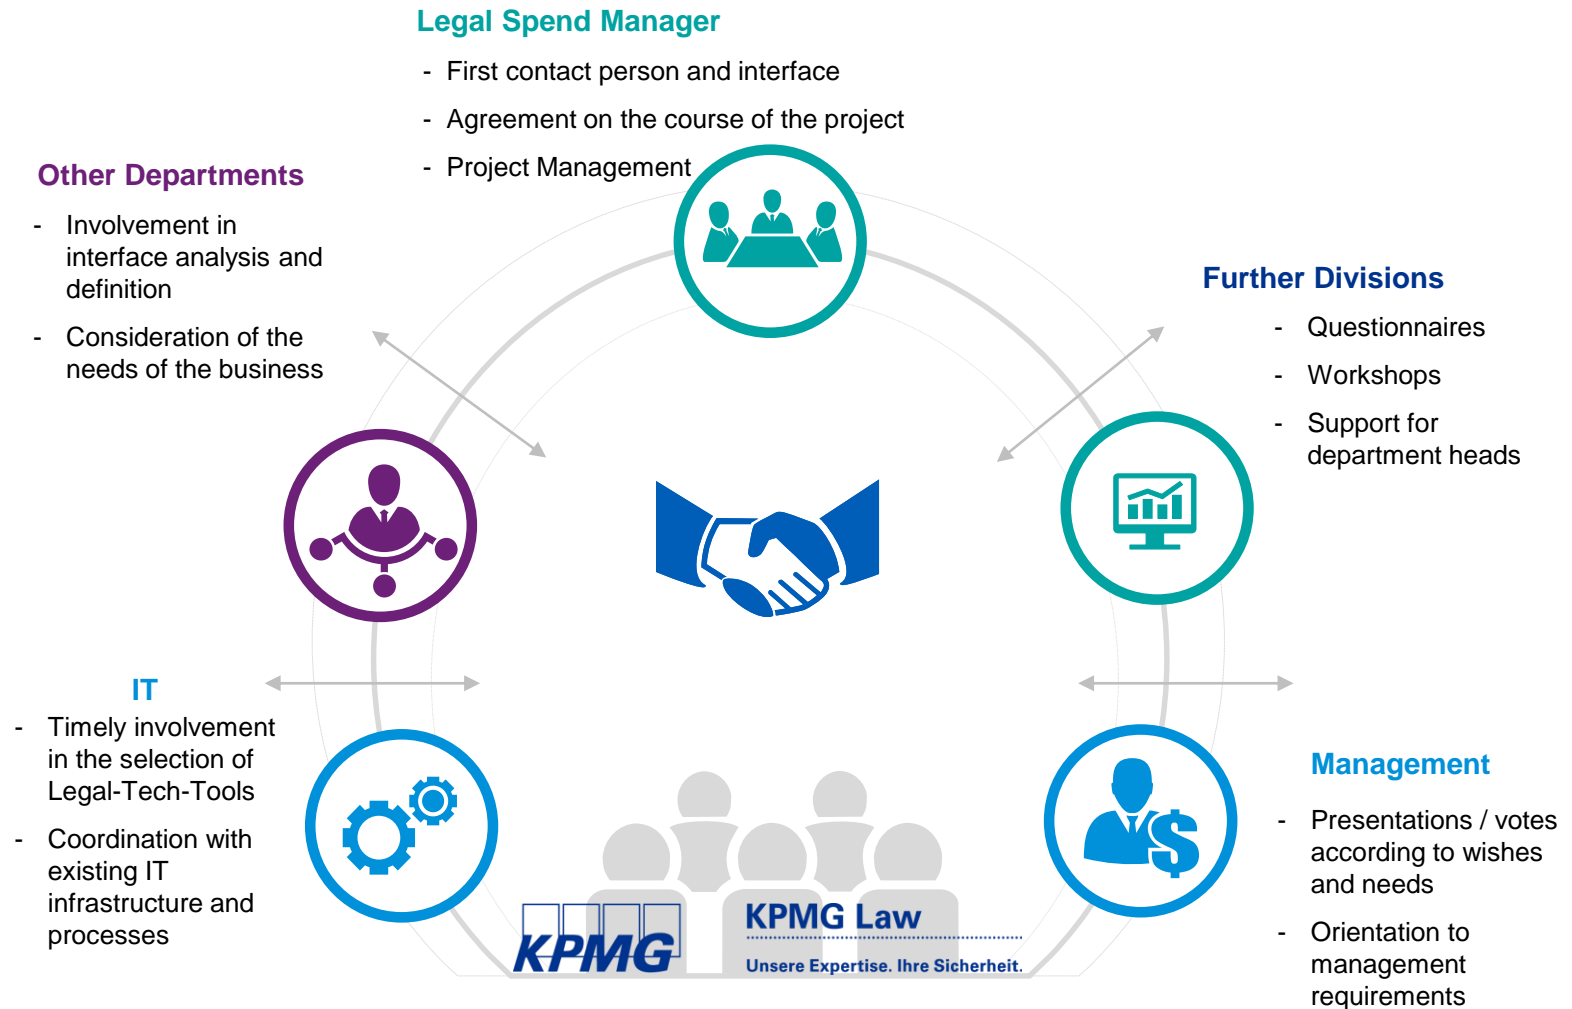 Legal Spend Manager
- First contact person and interface
- Agreement on the course of the project
- Project Management
Other Departments
- Involvement in
interface analysis and
definition
- Consideration of the
needs of the business
Further Divisions
- Questionnaires
- Workshops
- Support for
department heads
IT
- Timely involvement
in the selection of
Legal-Tech-Tools
- Coordination with
existing IT
infrastructure and
processes
Management
- Presentations / votes
according to wishes
and needs
- Orientation to
management
requirements
$
KPMG
KPMG Law
Unsere Expertise. Ihre Sicherheit.